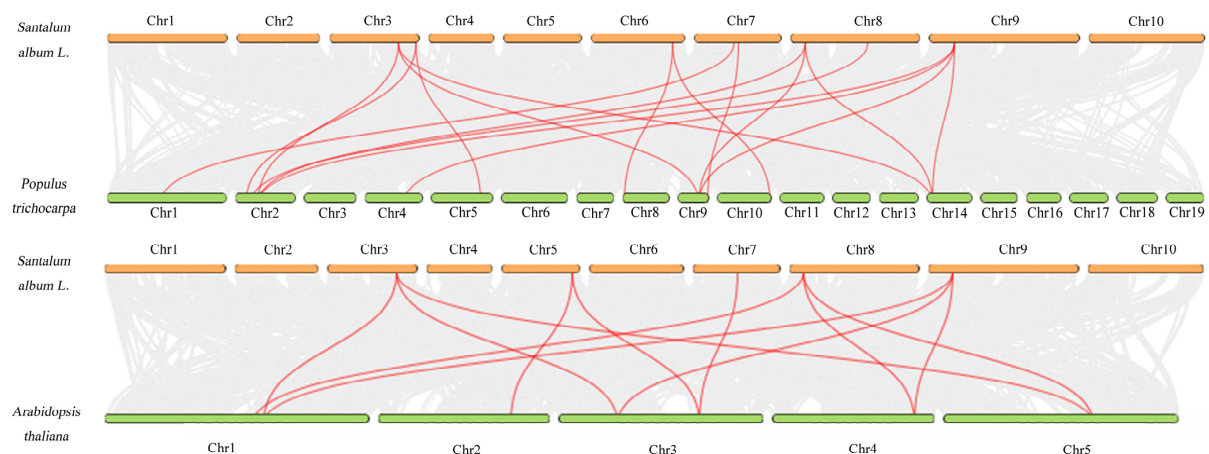 Chr1 Chr2 Chr3 Chr4 Chr5 Chr6 Chr7 Chr8 Chr9 Chr10
Santalum
album L.
Populus
trichocarpa
Chr1 Chr2 Chr3 Chr4 Chr5 Chr6 Chr7 Chr8 Chr9 Chr10 Chr11 Chr12 Chr13 Chr14 Chr15 Chr16 Chr17 Chr18 Chr19
Chr1 Chr2 Chr3 Chr4 Chr5 Chr6 Chr7 Chr8 Chr9 Chr10
Santalum
album L.
Arabidopsis
thaliana
Chr1 Chr2 Chr3 Chr4 Chr5